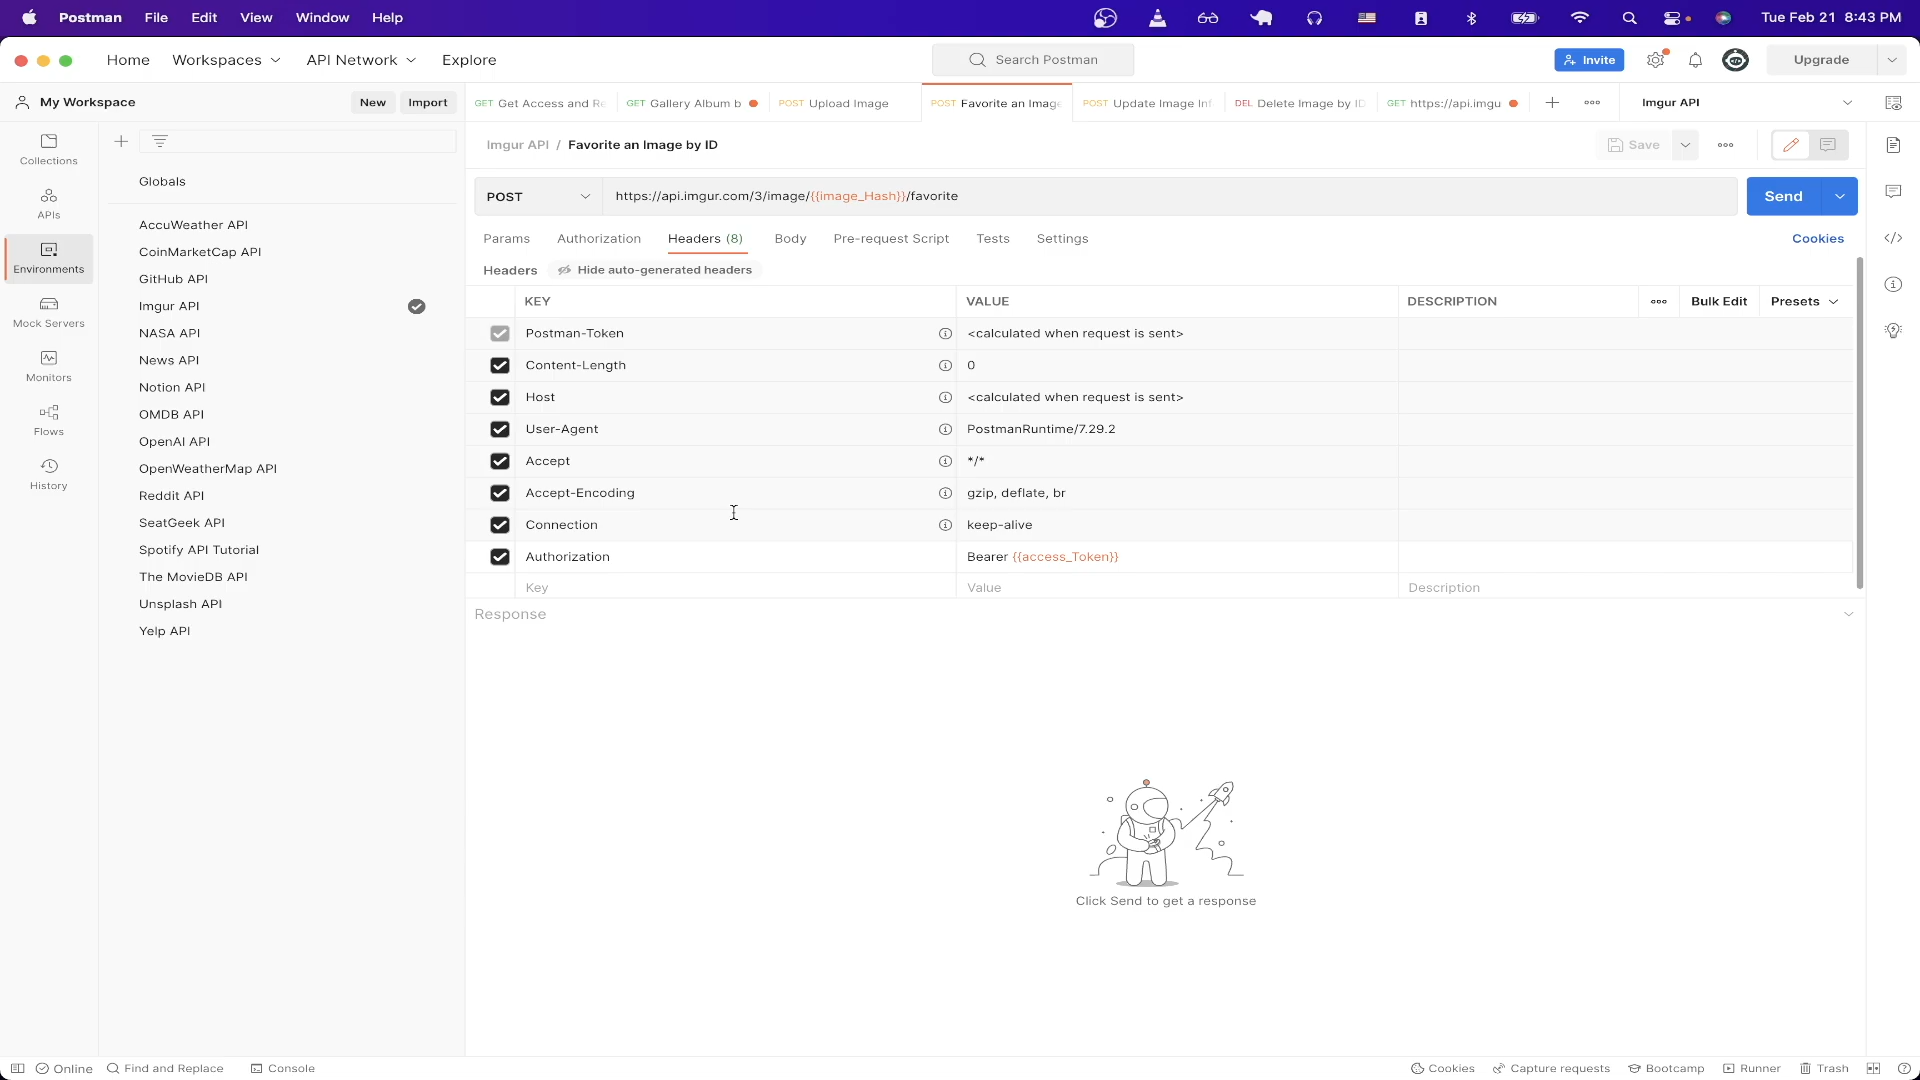 Postman File Edit View Window Help Tue Feb 21 8:43 PM
Home Workspaces API Network Explore Search Postman Invite Upgrade
My Workspace New Import GET Get Access and Re GET Gallery Album b POST Upload Image POST Favorite an Image POST Update Image Inf DEL Delete Image by ID GET https://api.imgu Imgur API
Imgur API / Favorite an Image by ID Save
POST https://api.imgur.com/3/image/{{image_Hash}}/favorite Send
Params Authorization Headers (8) Body Pre-request Script Tests Settings Cookies
Headers Hide auto-generated headers
KEY VALUE DESCRIPTION Bulk Edit Presets
Postman-Token <calculated when request is sent>
Content-Length 0
Host <calculated when request is sent>
User-Agent PostmanRuntime/7.29.2
Accept */*
Accept-Encoding gzip, deflate, br
Connection keep-alive
Authorization Bearer {{access_Token}}
Key Value Description
Response
Click Send to get a response
Collections
APIs
Environments
Mock Servers
Monitors
Flows
History
Globals
AccuWeather API
CoinMarketCap API
GitHub API
Imgur API
NASA API
News API
Notion API
OMDB API
OpenAI API
OpenWeatherMap API
Reddit API
SeatGeek API
Spotify API Tutorial
The MovieDB API
Unsplash API
Yelp API
Online Find and Replace Console Cookies Capture requests Bootcamp Runner Trash